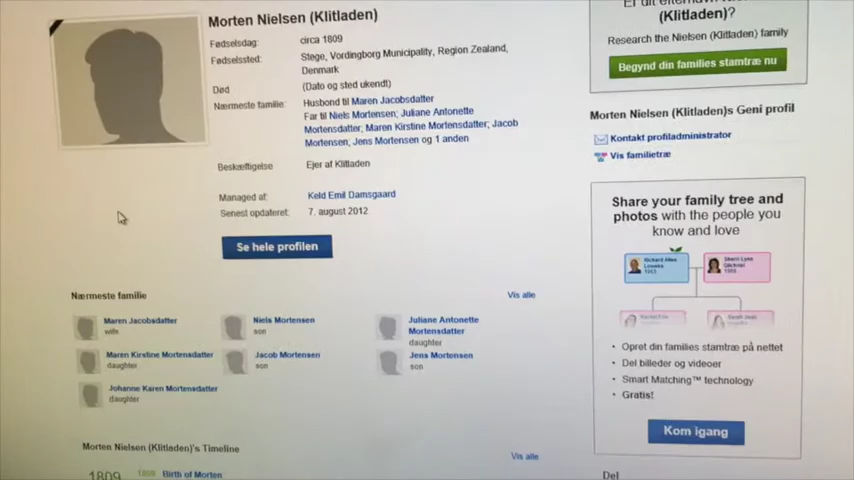 Morten Nielsen (Klitladen)
Fødselsdag: circa 1809
Fødselssted: Stege, Vordingborg Municipality, Region Zealand,
Denmark
Død (Dato og sted ukendt)
Nærmeste familie: Husbond til Maren Jacobsdatter
Far til Niels Mortensen; Juliane Antonette
Mortensdatter; Maren Kirstine Mortensdatter; Jacob
Mortensen; Jens Mortensen og 1 anden
Beskæftigelse Ejer af Klitladen
Managed af: Keld Emil Damsgaard
Senest opdateret: 7. august 2012
Se hele profilen
Nærmeste familie Vis alle
Maren Jacobsdatter
wife
Niels Mortensen
son
Juliane Antonette
Mortensdatter
daughter
Maren Kirstine Mortensdatter
daughter
Jacob Mortensen
son
Jens Mortensen
son
Johanne Karen Mortensdatter
daughter
Morten Nielsen (Klitladen)'s Timeline Vis alle
1809 1809 Birth of Morten
(Klitladen)?
Research the Nielsen (Klitladen) family
Begynd din families stamtræ nu
Morten Nielsen (Klitladen)s Geni profil
Kontakt profiladministrator
Vis familietræ
Share your family tree and
photos with the people you
know and love
• Opret din families stamtræ på nettet
• Del billeder og videoer
• Smart Matching™ technology
• Gratis!
Kom igang
Del